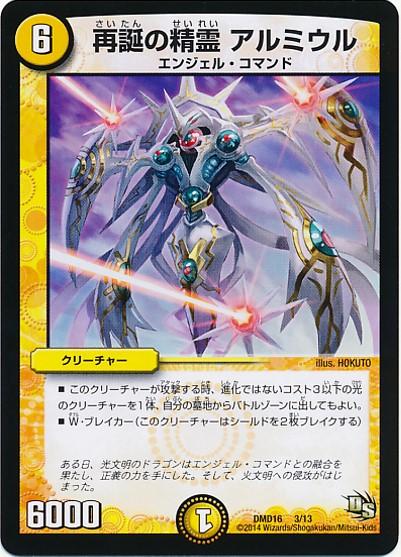 6
さいたん せいれい
再誕の精霊 アルミウル
エンジェル・コマンド
クリーチャー
illus. HOKUTO
■ このクリーチャーが攻撃する時、進化ではないコスト3以下の光
のクリーチャーを1体、自分の墓地からバトルゾーンに出してもよい。
■ W・ブレイカー(このクリーチャーはシールドを2枚ブレイクする)
ある日、光文明のドラゴンはエンジェル・コマンドとの融合を
果たし、正義の力を手にした。そして、火文明への侵攻がはじ
まった。
6000
1
DMD16 3/13
©2014 Wizards/Shogakukan/Mitsui-Kids
DS